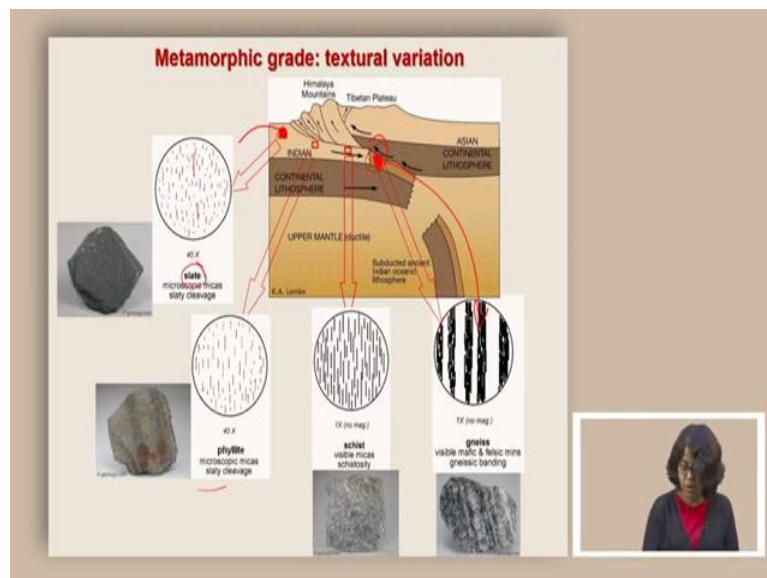 Metamorphic grade: textural variation
Himalaya
Mountains
Tibetan Plateau
INDIAN
CONTINENTAL
LITHOSPHERE
ASIAN
CONTINENTAL
LITHOSPHERE
UPPER MANTLE (ductile)
Subducted ancient
Indian oceanic
lithosphere
K.A. Lemke
40 X
slate
microscopic micas
slaty cleavage
40 X
phyllite
microscopic micas
slaty cleavage
1X (no mag.)
schist
visible micas
schistosity
1X (no mag.)
gneiss
visible mafic & felsic mins
gneissic banding